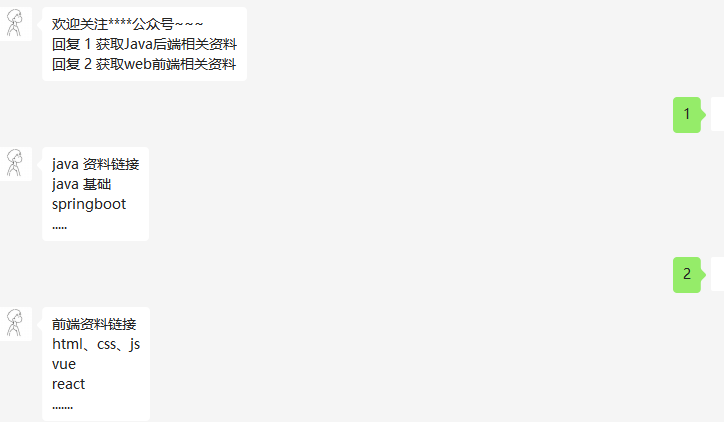 欢迎关注****公众号~~~
回复 1 获取Java后端相关资料
回复 2 获取web前端相关资料
1
java 资料链接
java 基础
springboot
.....
2
前端资料链接
html、css、js
vue
react
.......